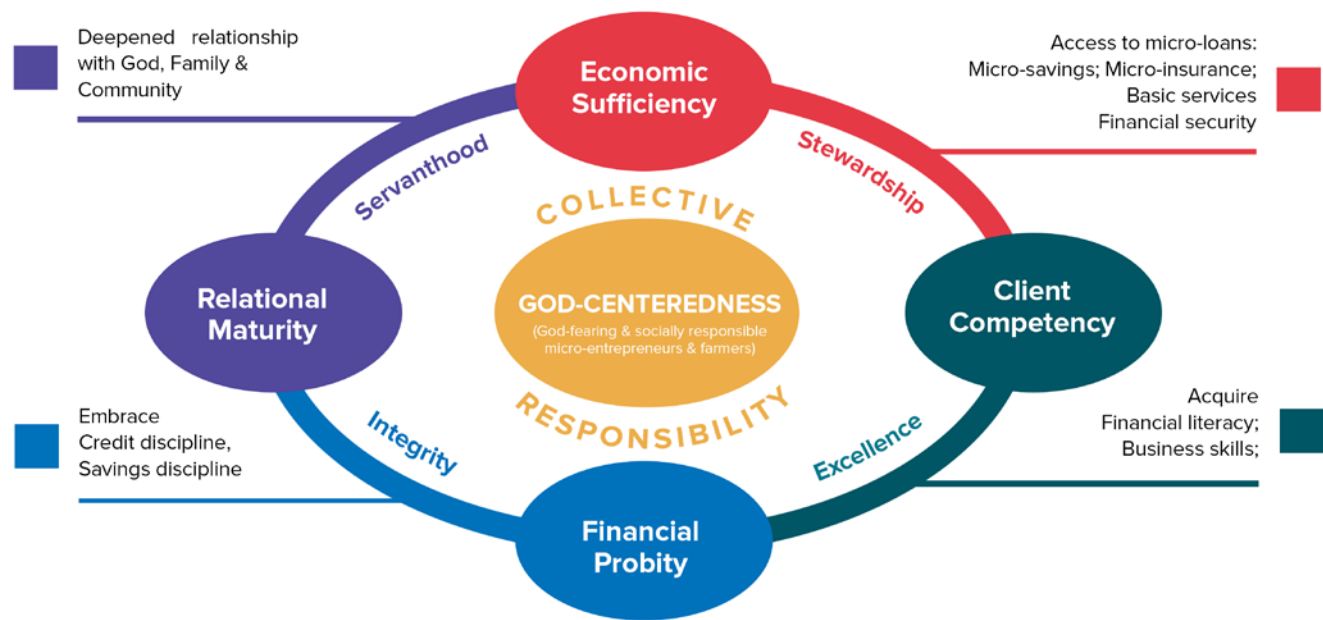 Deepened relationship
with God, Family &
Community
Economic
Sufficiency
Access to micro-loans:
Micro-savings; Micro-insurance;
Basic services
Financial security
Servanthood
Stewardship
COLLECTIVE
Relational
Maturity
GOD-CENTEREDNESS
(God-fearing & socially responsible
micro-entrepreneurs & farmers)
Client
Competency
RESPONSIBILITY
Embrace
Credit discipline,
Savings discipline
Integrity
Excellence
Acquire
Financial literacy;
Business skills;
Financial
Probity